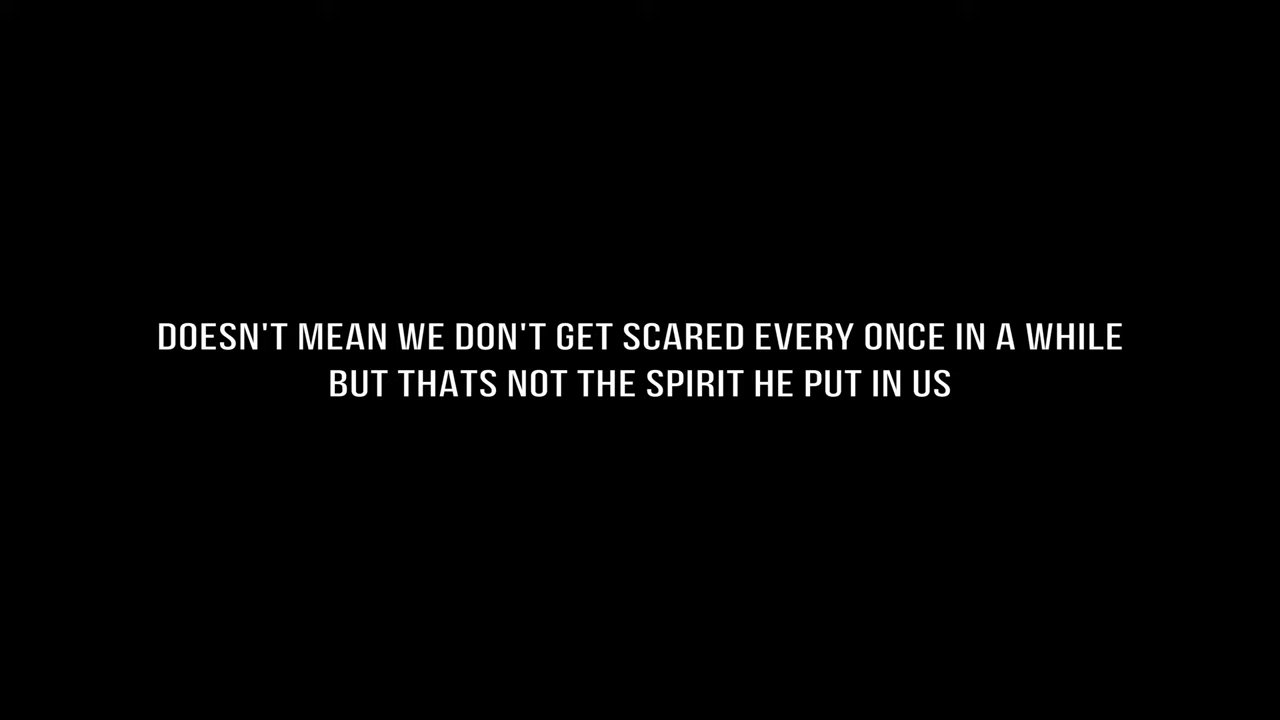 DOESN'T MEAN WE DON'T GET SCARED EVERY ONCE IN A WHILE
BUT THATS NOT THE SPIRIT HE PUT IN US